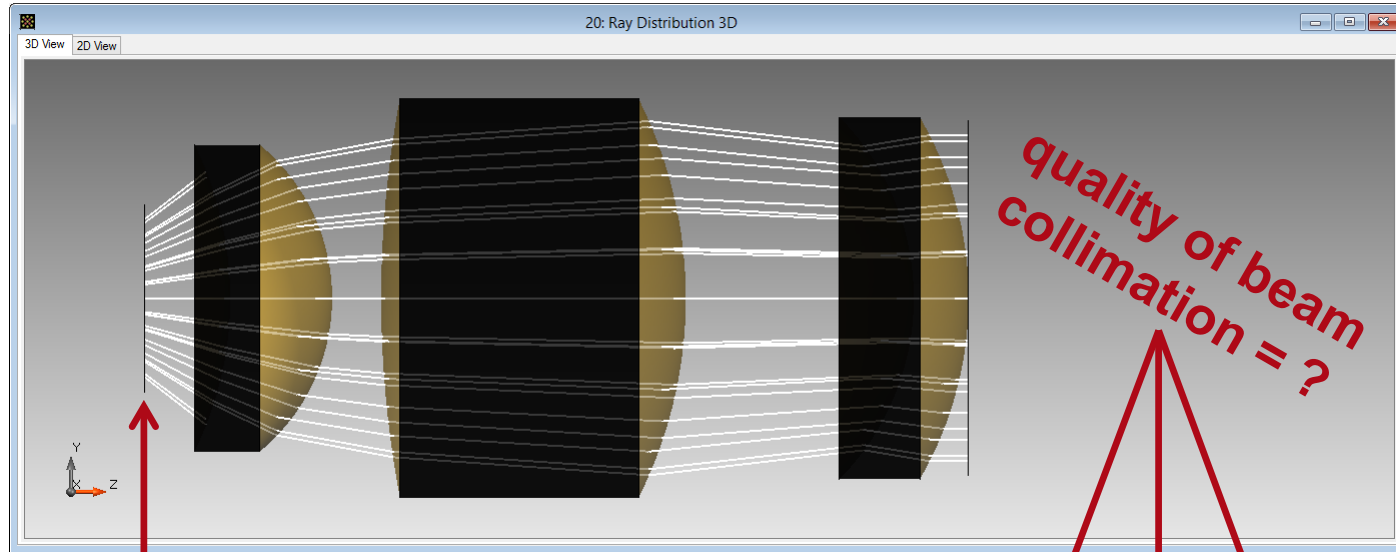 20: Ray Distribution 3D
3D View 2D View
quality of beam
collimation = ?
Y
X Z